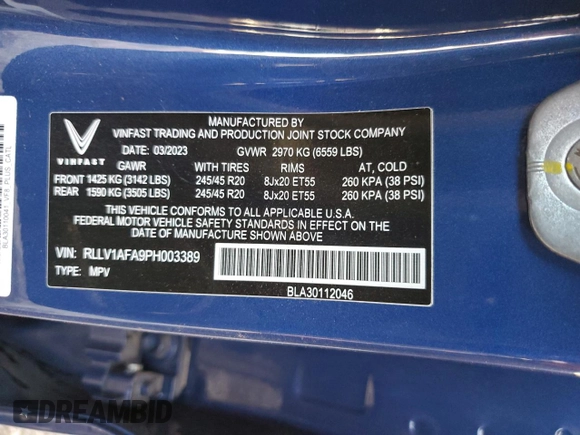 MANUFACTURED BY
VINFAST TRADING AND PRODUCTION JOINT STOCK COMPANY
VINFAST
DATE: 03/2023 GVWR 2970 KG (6559 LBS)
GAWR WITH TIRES RIMS AT, COLD
FRONT 1425 KG (3142 LBS) 245/45 R20 8Jx20 ET55 260 KPA (38 PSI)
REAR 1590 KG (3505 LBS) 245/45 R20 8Jx20 ET55 260 KPA (38 PSI)
THIS VEHICLE CONFORMS TO ALL APPLICABLE U.S.A.
FEDERAL MOTOR VEHICLE SAFETY STANDARDS IN EFFECT
ON THE DATE OF MANUFACTURE SHOWN ABOVE
VIN: RLLV1AFA9PH003389
TYPE: MPV
BLA30112046
BLA30110041_VF8_PLUS_CATL
DREAMBID